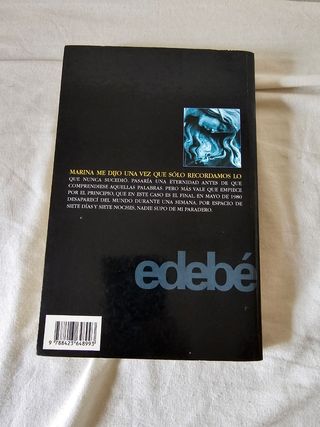 MARINA ME DIJO UNA VEZ QUE SÓLO RECORDAMOS LO
QUE NUNCA SUCEDIÓ. PASARÍA UNA ETERNIDAD ANTES DE QUE
COMPRENDIESE AQUELLAS PALABRAS. PERO MÁS VALE QUE EMPIECE
POR EL PRINCIPIO, QUE EN ESTE CASO ES EL FINAL. EN MAYO DE 1980
DESAPARECÍ DEL MUNDO DURANTE UNA SEMANA. POR ESPACIO DE
SIETE DÍAS Y SIETE NOCHES, NADIE SUPO DE MI PARADERO.
edebé
9 788423 648993